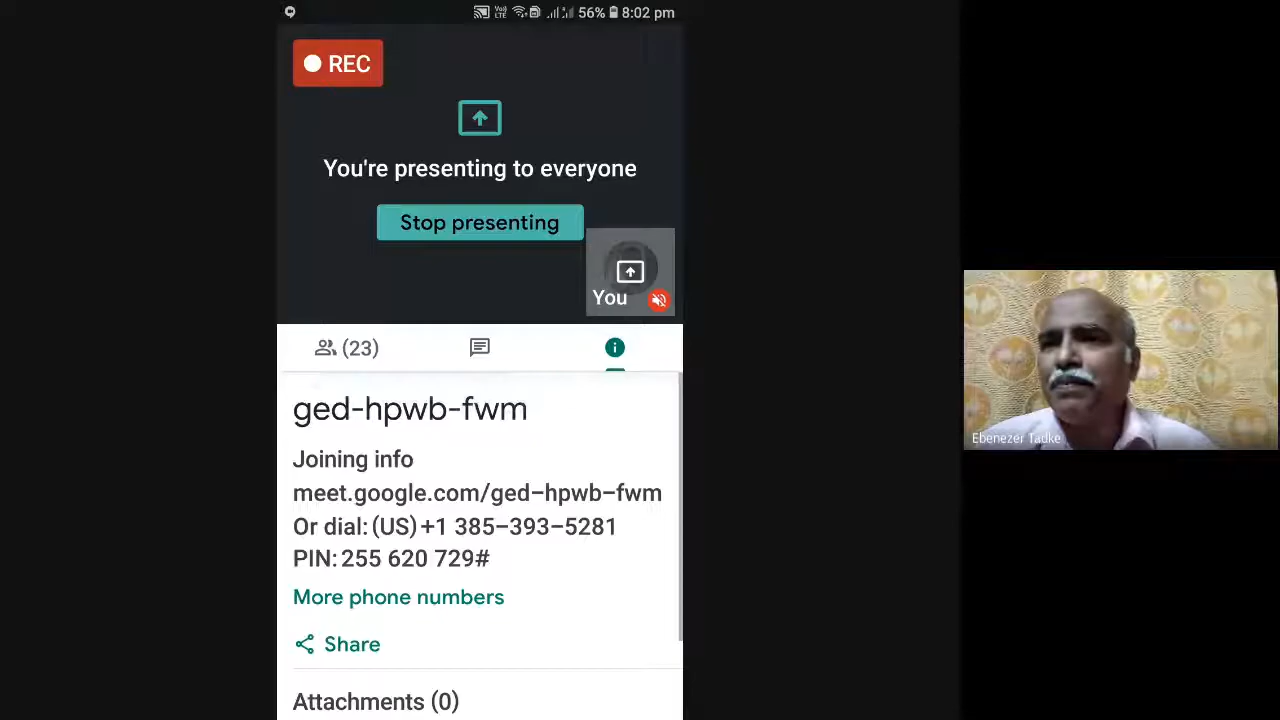 56% 8:02 pm
REC
You're presenting to everyone
Stop presenting
You
(23)
ged-hpwb-fwm
Joining info
meet.google.com/ged-hpwb-fwm
Or dial: (US) +1 385-393-5281
PIN: 255 620 729#
More phone numbers
Share
Attachments (0)
Ebenezer Tadke